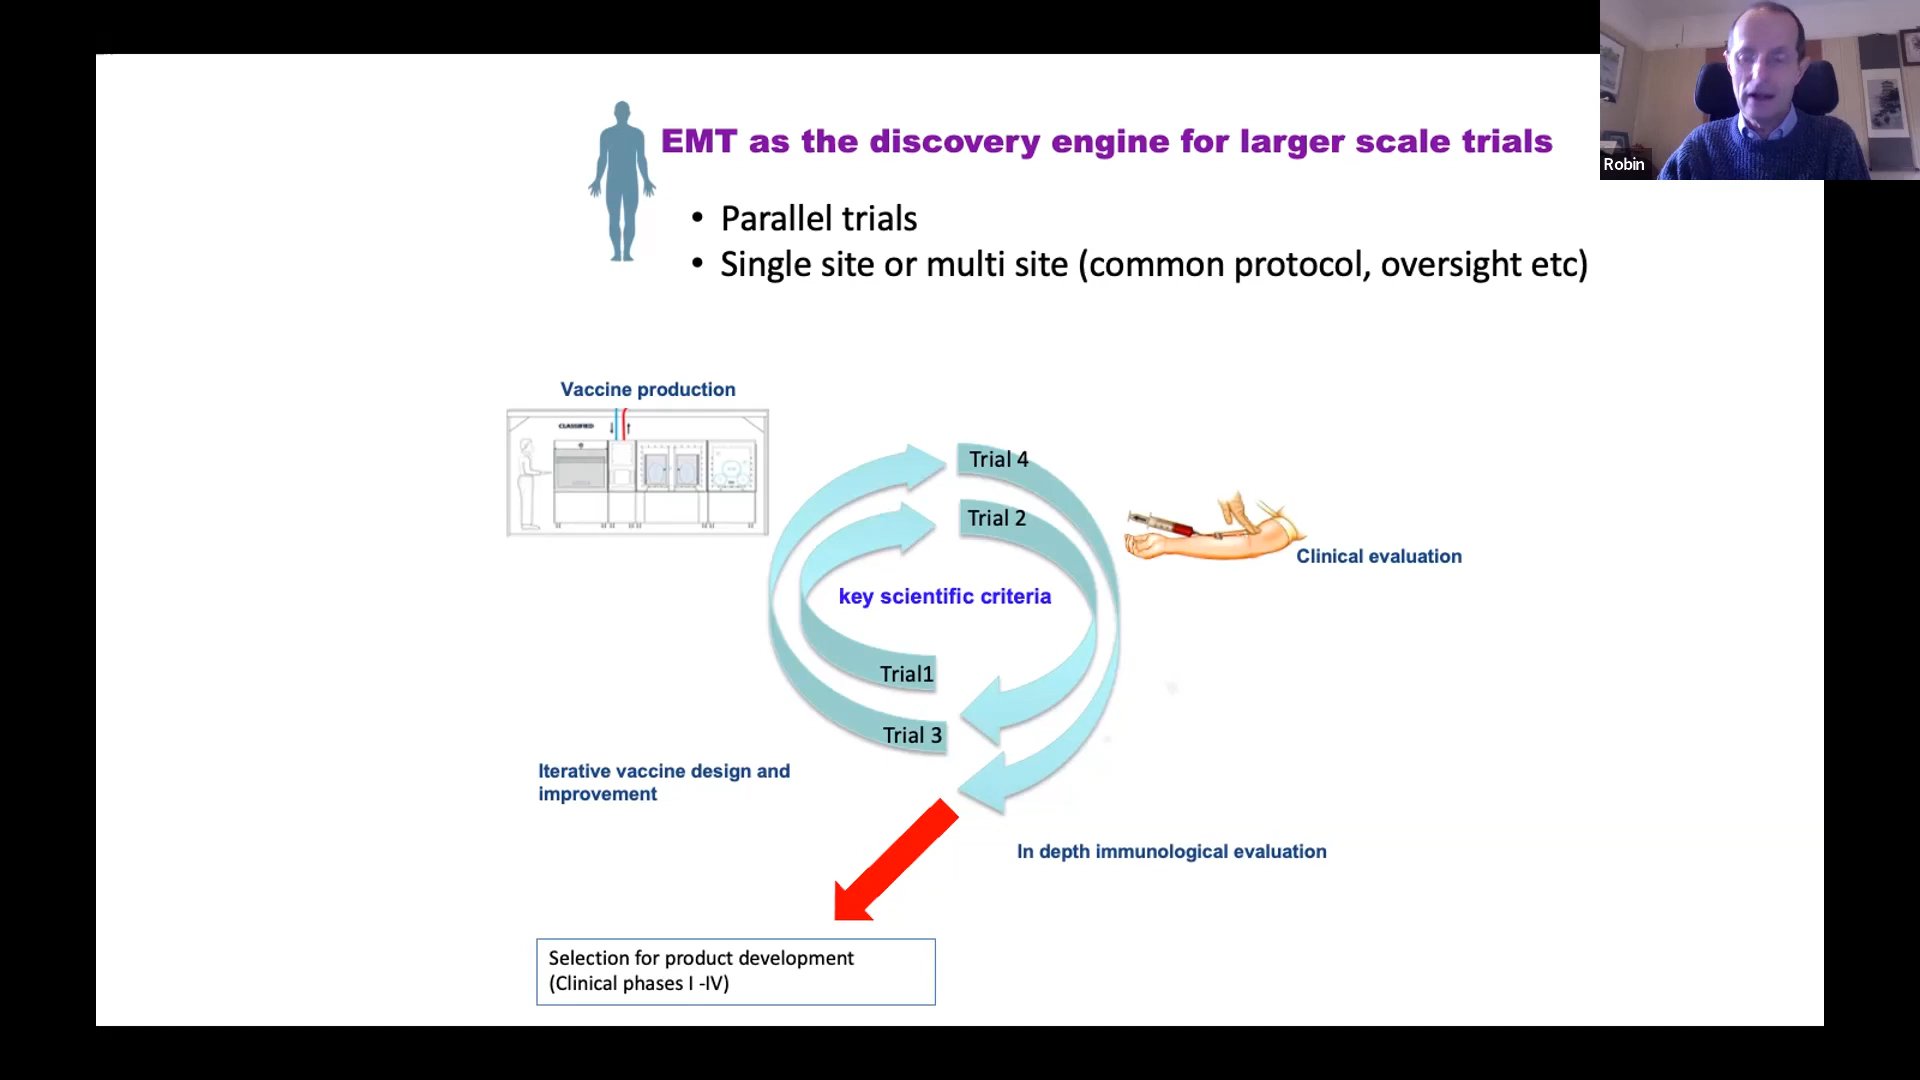 Robin
EMT as the discovery engine for larger scale trials
• Parallel trials
• Single site or multi site (common protocol, oversight etc)
Vaccine production
CLASSIFIED
Trial 4
Trial 2
Clinical evaluation
key scientific criteria
Trial1
Trial 3
Iterative vaccine design and
improvement
In depth immunological evaluation
Selection for product development
(Clinical phases I -IV)